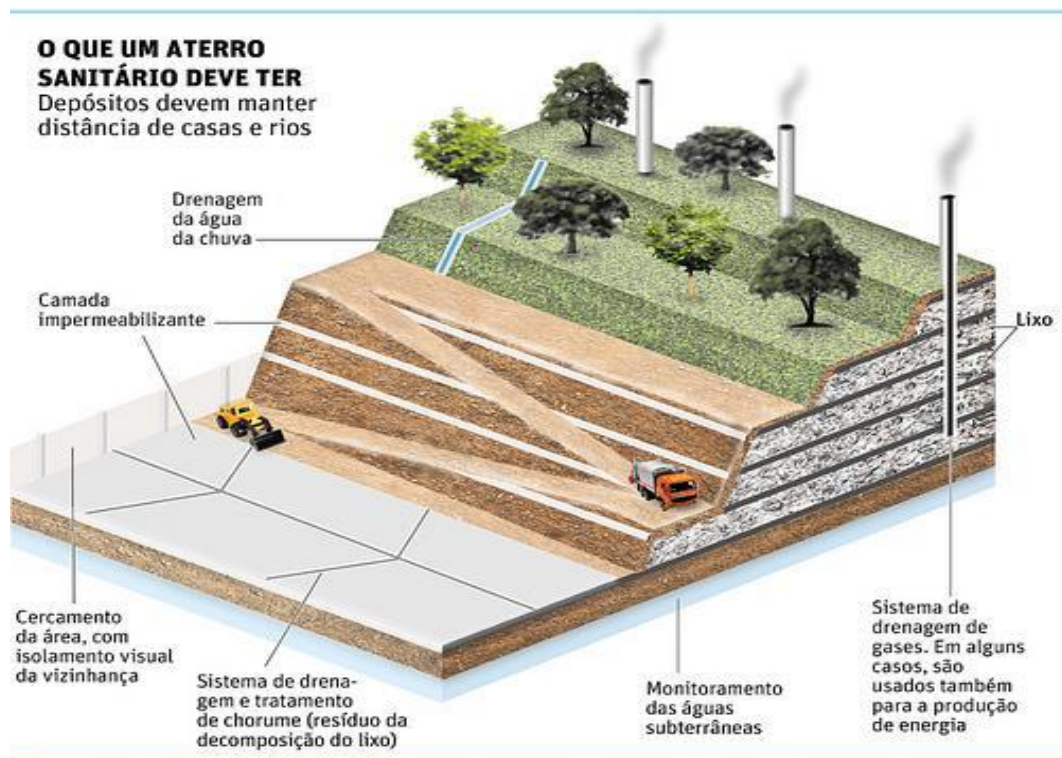 O QUE UM ATERRO
SANITÁRIO DEVE TER
Depósitos devem manter
distância de casas e rios
Drenagem
da água
da chuva
Camada
impermeabilizante
Lixo
Cercamento
da área, com
isolamento visual
da vizinhança
Sistema de drena-
gem e tratamento
de chorume (resíduo da
decomposição do lixo)
Monitoramento
das águas
subterrâneas
Sistema de
drenagem de
gases. Em alguns
casos, são
usados também
para a produção
de energia